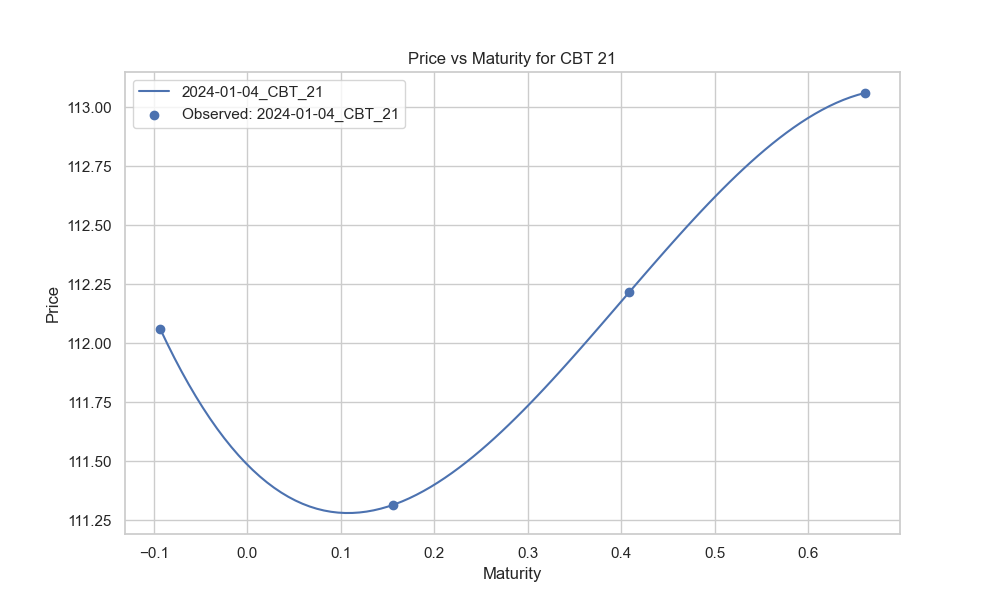 Price vs Maturity for CBT 21
2024-01-04_CBT_21
Observed: 2024-01-04_CBT_21
113.00
112.75
112.50
112.25
112.00
111.75
111.50
111.25
Price
−0.1 0.0 0.1 0.2 0.3 0.4 0.5 0.6
Maturity